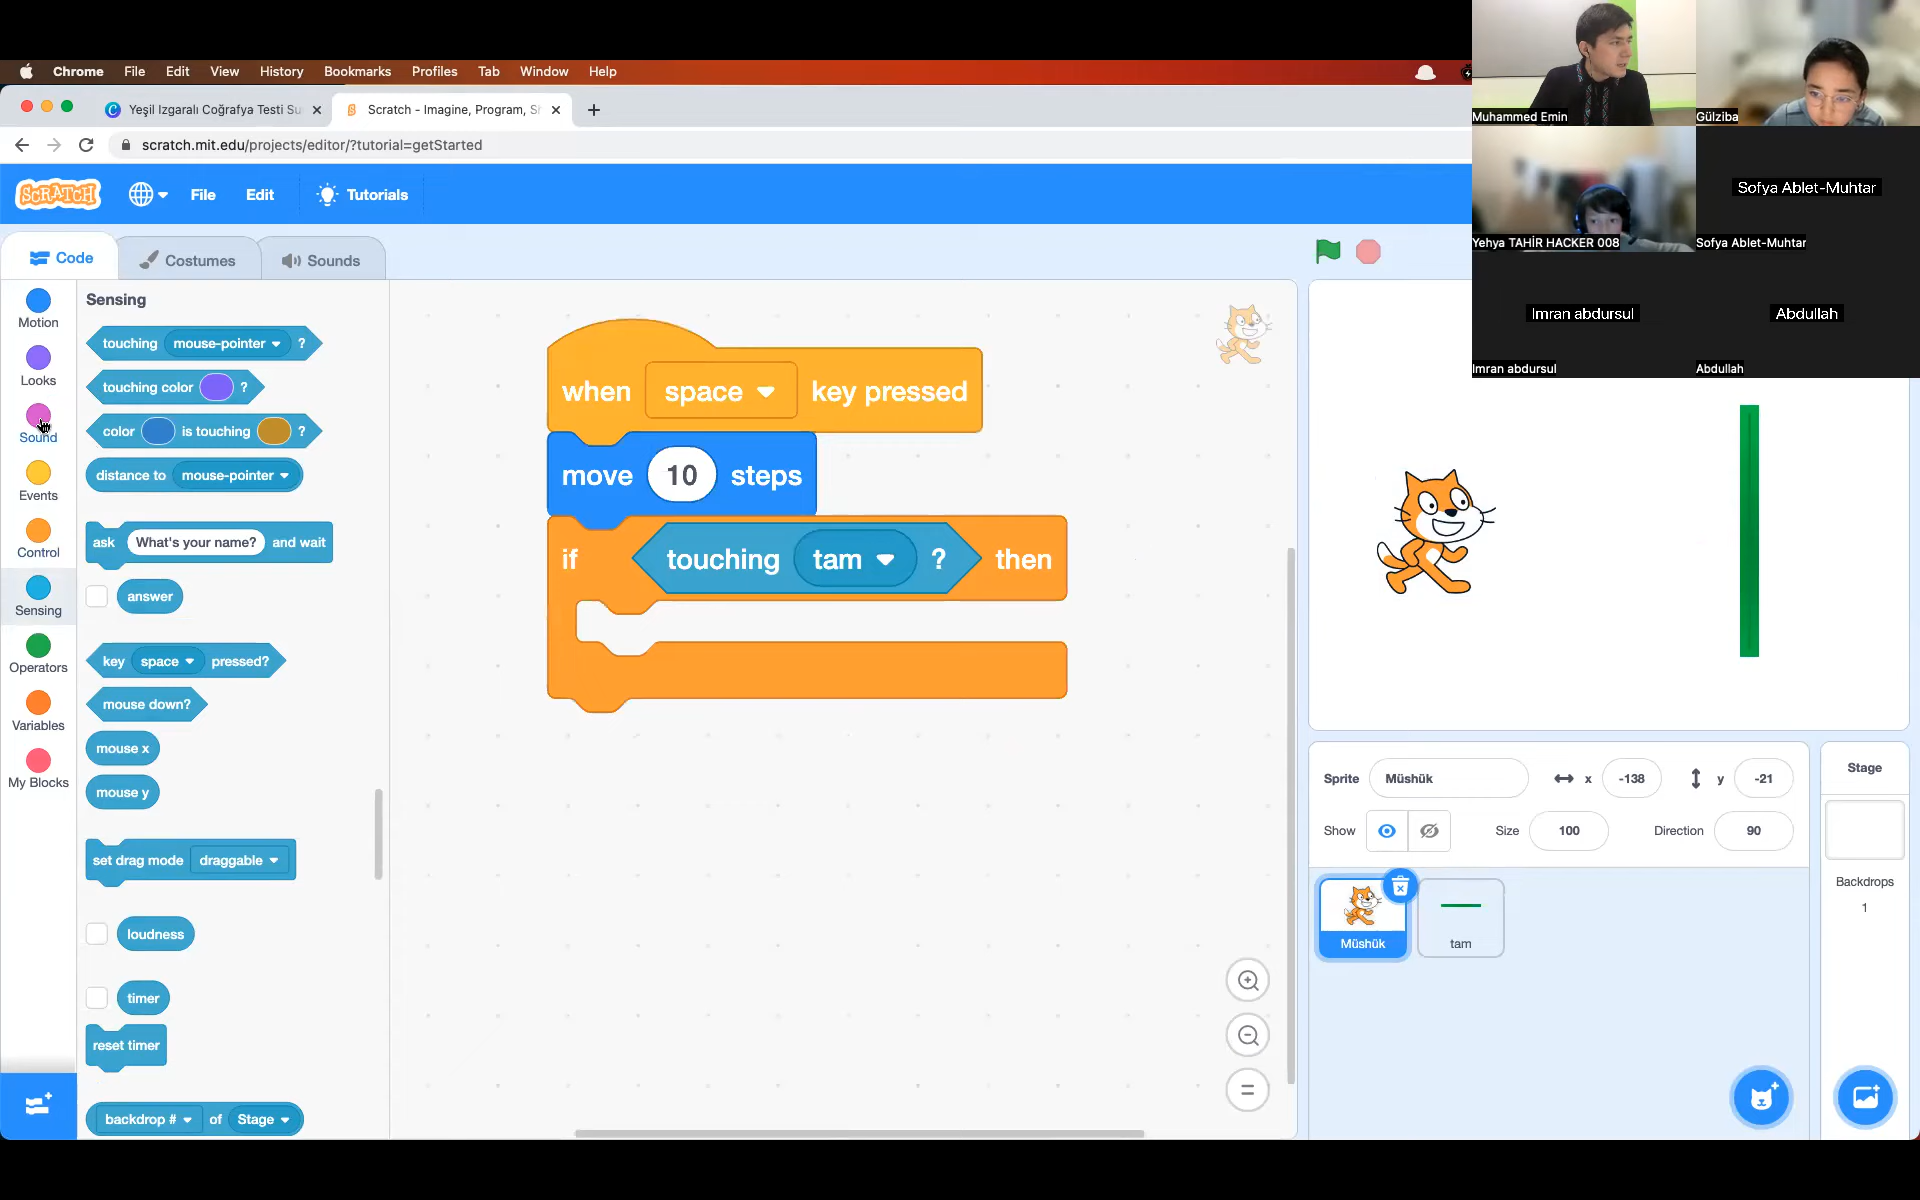 Chrome File Edit View History Bookmarks Profiles Tab Window Help
Yeşil Izgaralı Coğrafya Testi Su
Scratch - Imagine, Program, Sh
scratch.mit.edu/projects/editor/?tutorial=getStarted
SCRATCH File Edit Tutorials
Code Costumes Sounds
Motion
Looks
Sound
Events
Control
Sensing
Operators
Variables
My Blocks
Sensing
touching mouse-pointer ?
touching color ?
color is touching ?
distance to mouse-pointer
ask What's your name? and wait
answer
key space pressed?
mouse down?
mouse x
mouse y
set drag mode draggable
loudness
timer
reset timer
backdrop # of Stage
when space key pressed
move 10 steps
if touching tam ? then
Muhammed Emin
Gülziba
Yehya TAHİR HACKER 008
Sofya Ablet-Muhtar
Sofya Ablet-Muhtar
Imran abdursul
Imran abdursul
Abdullah
Abdullah
Sprite Müshük x -138 y -21
Show Size 100 Direction 90
Müshük
tam
Stage
Backdrops
1